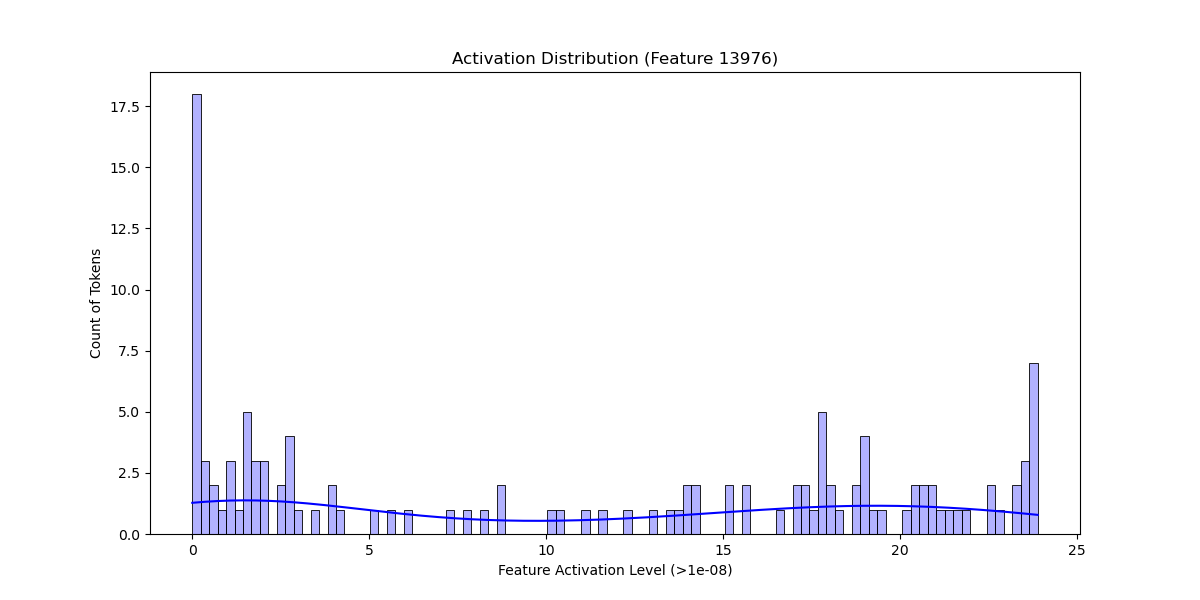 Activation Distribution (Feature 13976)
17.5
15.0
12.5
10.0
7.5
5.0
2.5
0.0
Count of Tokens
0 5 10 15 20 25
Feature Activation Level (>1e-08)